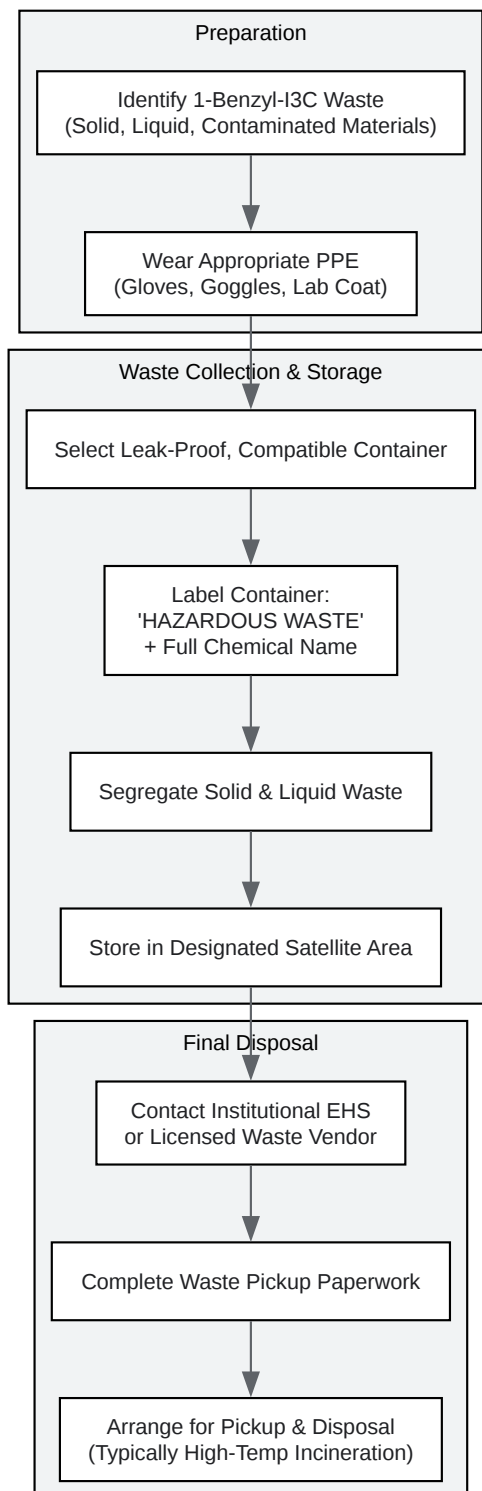 Preparation
Identify 1-Benzyl-I3C Waste
(Solid, Liquid, Contaminated Materials)
Wear Appropriate PPE
(Gloves, Goggles, Lab Coat)
Waste Collection & Storage
Select Leak-Proof, Compatible Container
Label Container:
'HAZARDOUS WASTE'
+ Full Chemical Name
Segregate Solid & Liquid Waste
Store in Designated Satellite Area
Final Disposal
Contact Institutional EHS
or Licensed Waste Vendor
Complete Waste Pickup Paperwork
Arrange for Pickup & Disposal
(Typically High-Temp Incineration)